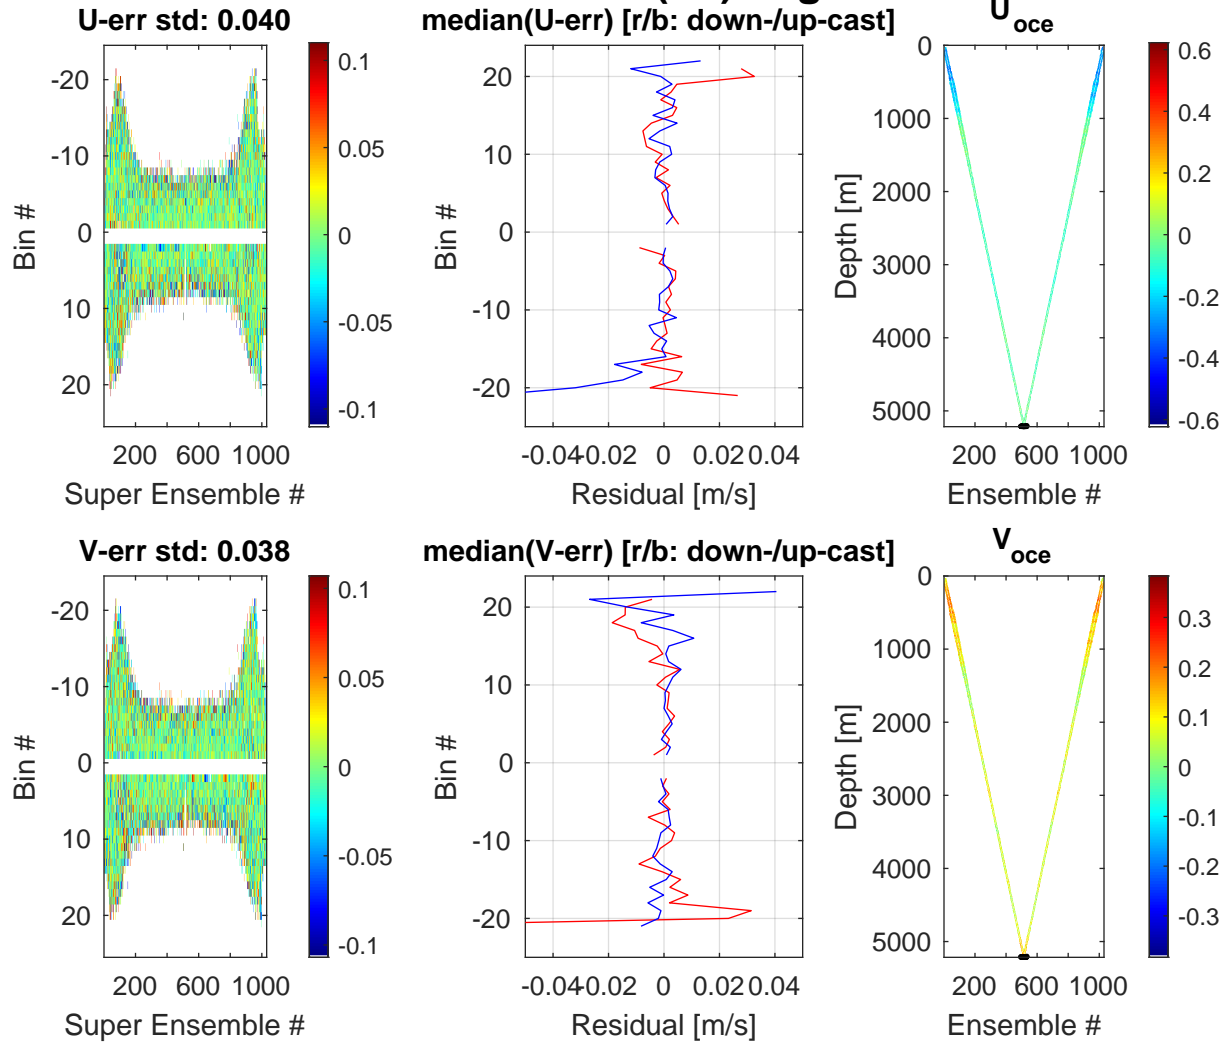 U-err std: 0.040
median(U-err) [r/b: down-/up-cast]
U oce
-20
-10
0
10
20
Bin #
200 600 1000
Super Ensemble #
0.1
0.05
0
-0.05
-0.1
20
10
0
-10
-20
Bin #
-0.04 -0.02 0 0.02 0.04
Residual [m/s]
0
1000
2000
3000
4000
5000
Depth [m]
200 600 1000
Ensemble #
0.6
0.4
0.2
0
-0.2
-0.4
-0.6
V-err std: 0.038
median(V-err) [r/b: down-/up-cast]
V oce
-20
-10
0
10
20
Bin #
200 600 1000
Super Ensemble #
0.1
0.05
0
-0.05
-0.1
20
10
0
-10
-20
Bin #
-0.04 -0.02 0 0.02 0.04
Residual [m/s]
0
1000
2000
3000
4000
5000
Depth [m]
200 600 1000
Ensemble #
0.3
0.2
0.1
0
-0.1
-0.2
-0.3